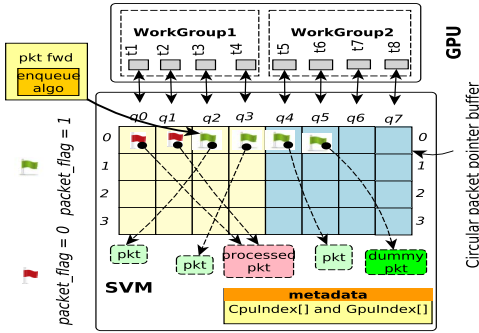 WorkGroup1
WorkGroup2
t1 t2 t3 t4 t5 t6 t7 t8
GPU
pkt fwd
enqueue
algo
q0 q1 q2 q3 q4 q5 q6 q7
0
1
2
3
0
1
2
3
packet_flag = 1
packet_flag = 0
Circular packet pointer buffer
pkt
pkt
processed
pkt
pkt
dummy
pkt
SVM
metadata
CpuIndex[] and GpuIndex[]